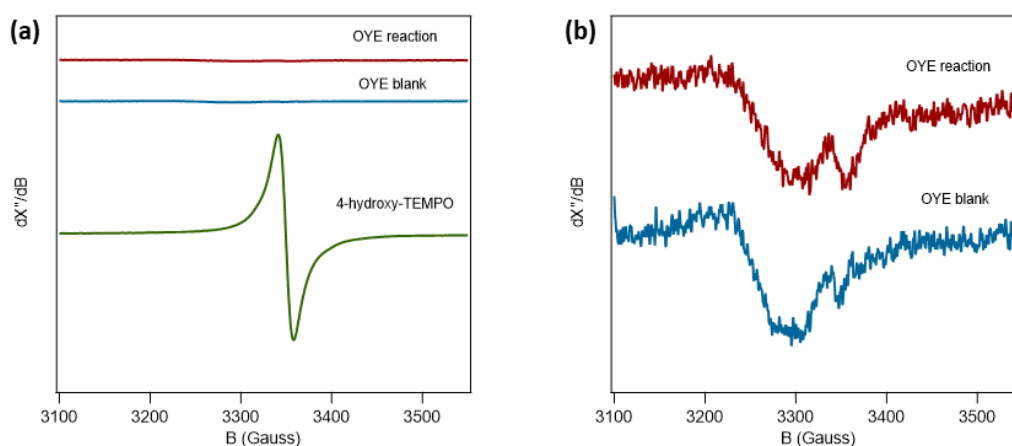 (a)
OYE reaction
OYE blank
4-hydroxy-TEMPO
dX"/dB
3100 3200 3300 3400 3500
B (Gauss)
(b)
OYE reaction
OYE blank
dX"/dB
3100 3200 3300 3400 3500
B (Gauss)